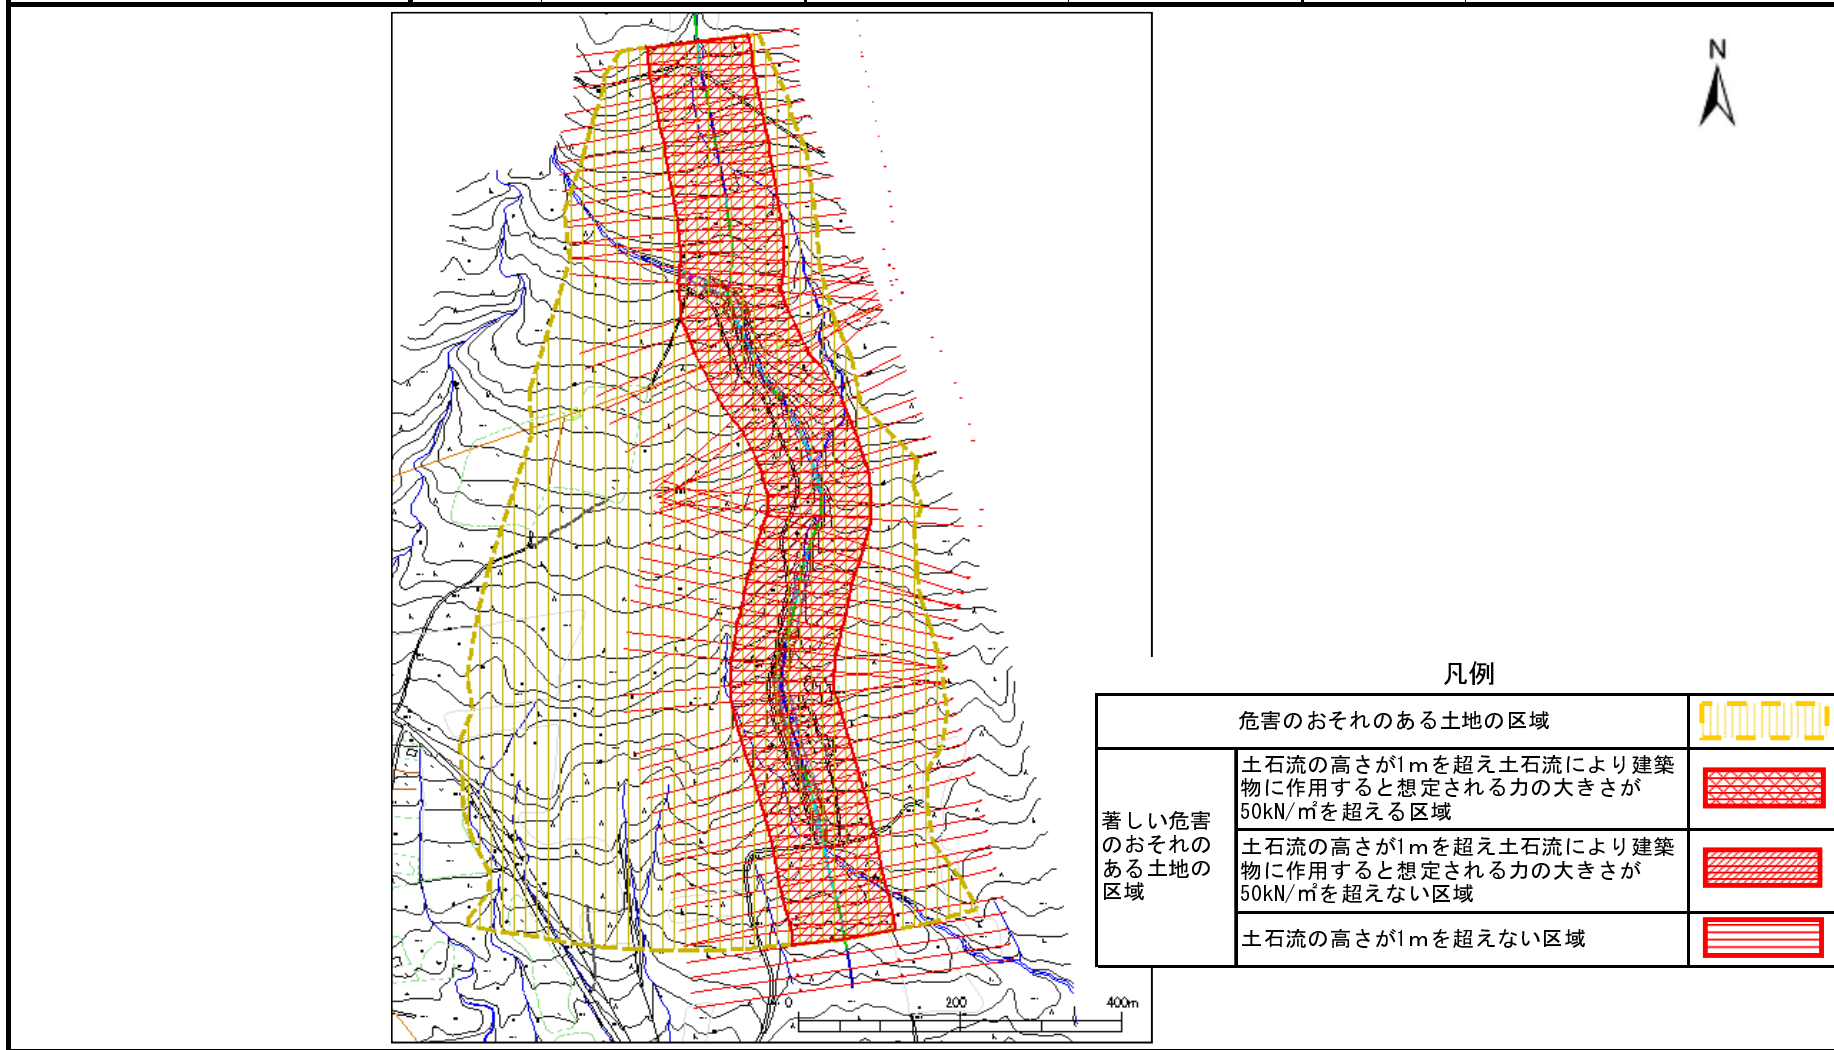 N
凡例
危害のおそれのある土地の区域
著しい危害
のおそれの
ある土地の
区域
土石流の高さが1ｍを超え土石流により建築
物に作用すると想定される力の大きさが
50kN/㎡を超える区域
土石流の高さが1ｍを超え土石流により建築
物に作用すると想定される力の大きさが
50kN/㎡を超えない区域
土石流の高さが1ｍを超えない区域
0 200 400m